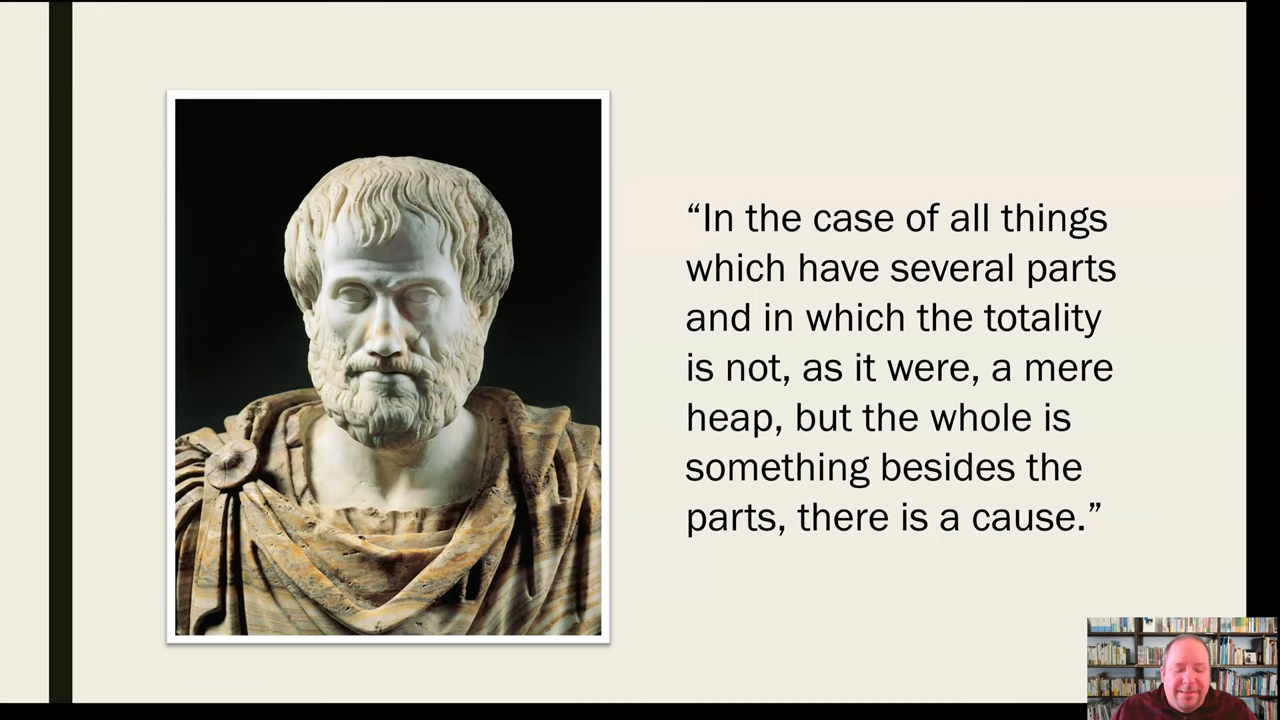 “In the case of all things
which have several parts
and in which the totality
is not, as it were, a mere
heap, but the whole is
something besides the
parts, there is a cause.”